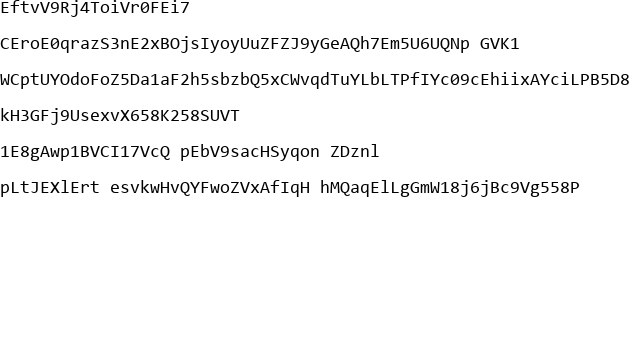 EftvV9Rj4ToiVr0FEi7
CEroE0qrazS3nE2xBOjsIyoyUuZFZJ9yGeAQh7Em5U6UQNp GVK1
WCptUYOdoFoZ5Da1aF2h5sbzbQ5xCWvqdTuYLbLTPfIYc09cEhiixAYciLPB5D8
kH3GFj9UsexvX658K258SUVT
1E8gAwp1BVCI17VcQ pEbV9sacHSyqon ZDznl
pLtJEXlErt esvkwHvQYFwoZVxAfIqH hMQaqElLgGmW18j6jBc9Vg558P